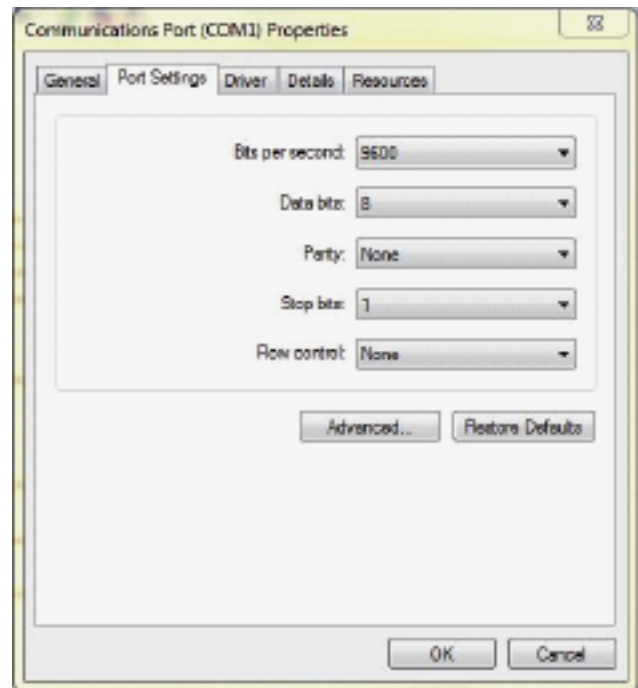 Communications Port (COM1) Properties
General Port Settings Driver Details Resources
Bits per second: 9600
Data bits: 8
Parity: None
Stop bits: 1
Flow control: None
Advanced... Restore Defaults
OK Cancel